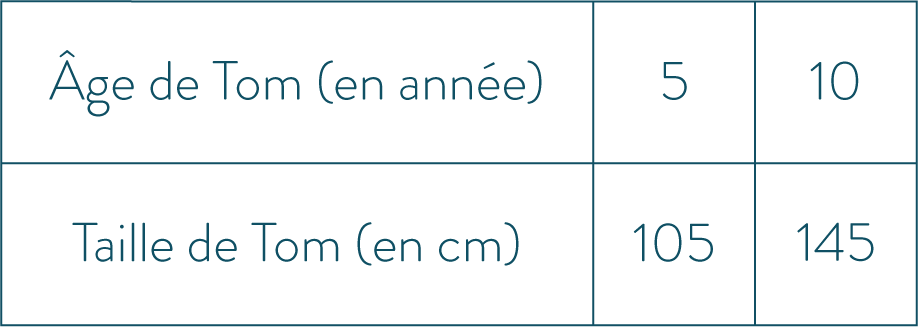 Âge de Tom (en année) 5 10
Taille de Tom (en cm) 105 145